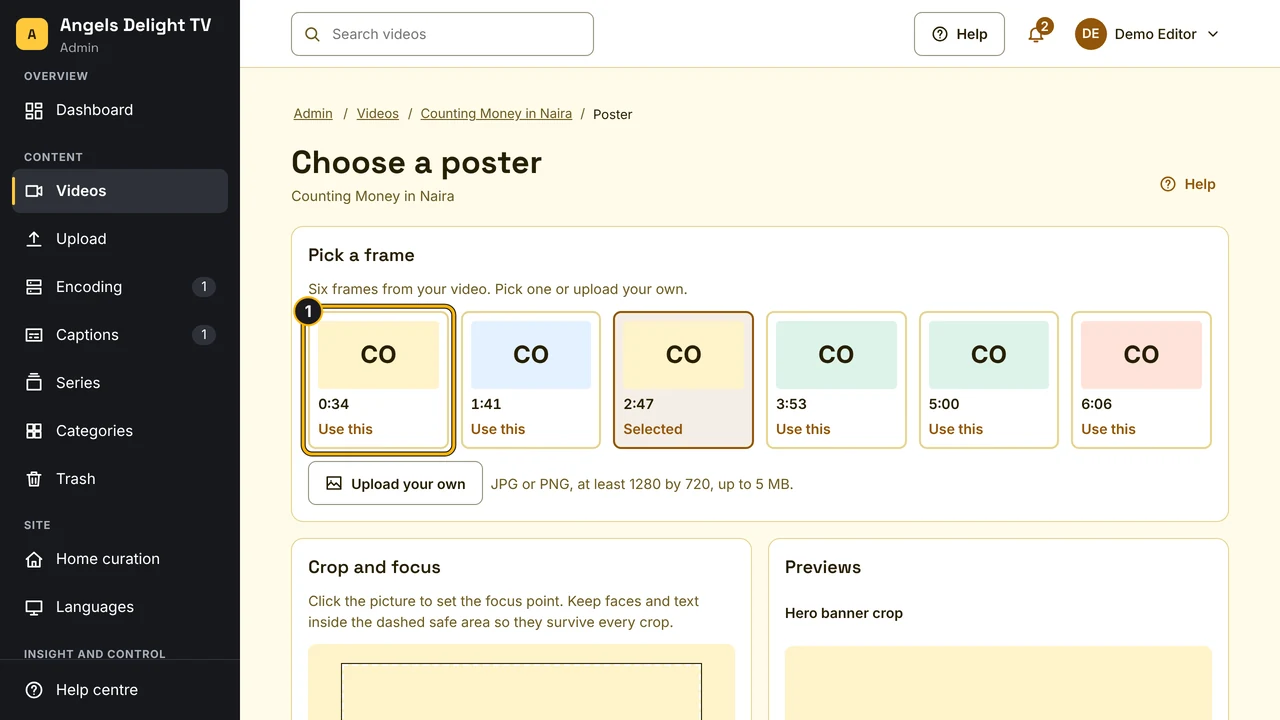 A
Angels Delight TV
Admin
OVERVIEW
Dashboard
CONTENT
Videos
Upload
Encoding 1
Captions 1
Series
Categories
Trash
SITE
Home curation
Languages
INSIGHT AND CONTROL
Help centre
Search videos
Help
2
DE Demo Editor
Admin / Videos / Counting Money in Naira / Poster
Choose a poster
Counting Money in Naira
Help
Pick a frame
Six frames from your video. Pick one or upload your own.
1
CO CO CO CO CO CO
0:34 1:41 2:47 3:53 5:00 6:06
Use this Use this Selected Use this Use this Use this
Upload your own JPG or PNG, at least 1280 by 720, up to 5 MB.
Crop and focus
Click the picture to set the focus point. Keep faces and text
inside the dashed safe area so they survive every crop.
Previews
Hero banner crop